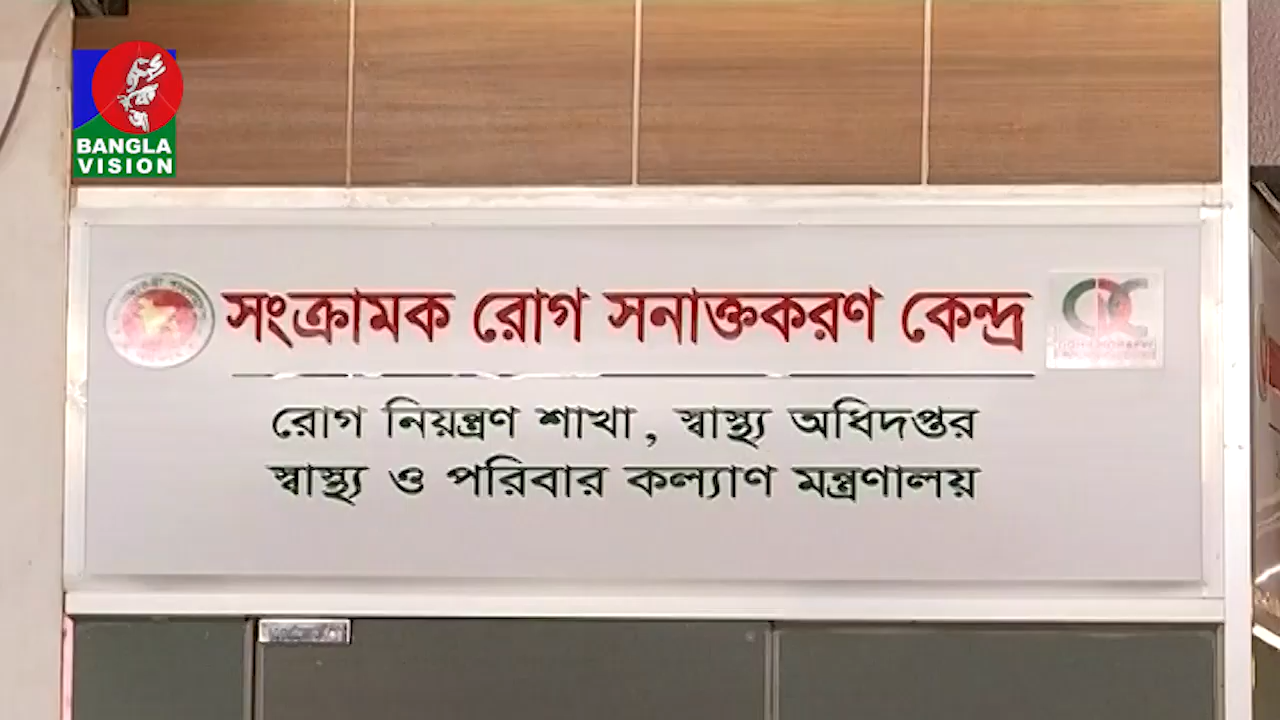 BANGLA
VISION
সংক্রামক রোগ সনাক্তকরণ কেন্দ্র
রোগ নিয়ন্ত্রণ শাখা, স্বাস্থ্য অধিদপ্তর
স্বাস্থ্য ও পরিবার কল্যাণ মন্ত্রণালয়